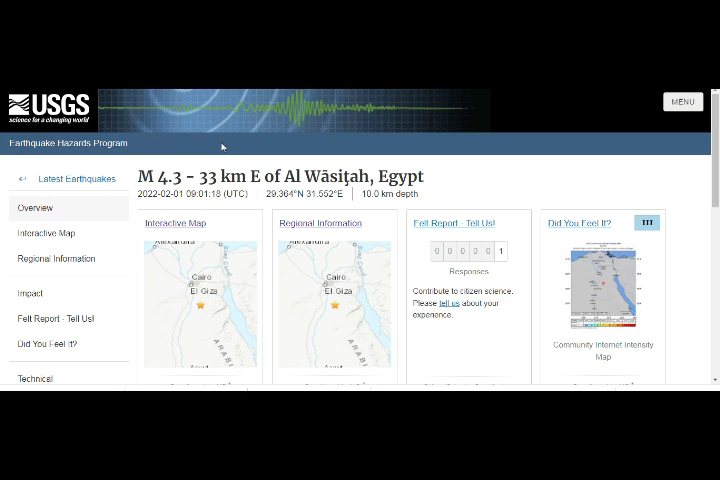 USGS
science for a changing world
MENU
Earthquake Hazards Program
Latest Earthquakes
M 4.3 - 33 km E of Al Wāsiţah, Egypt
2022-02-01 09:01:18 (UTC) 29.364°N 31.552°E 10.0 km depth
Overview
Interactive Map
Regional Information
Impact
Felt Report - Tell Us!
Did You Feel It?
Technical
Interactive Map
Cairo
El Giza
Regional Information
Cairo
El Giza
Felt Report - Tell Us!
0 0 0 0 0 1
Responses
Contribute to citizen science.
Please tell us about your
experience.
Did You Feel It? III
Community Internet Intensity
Map